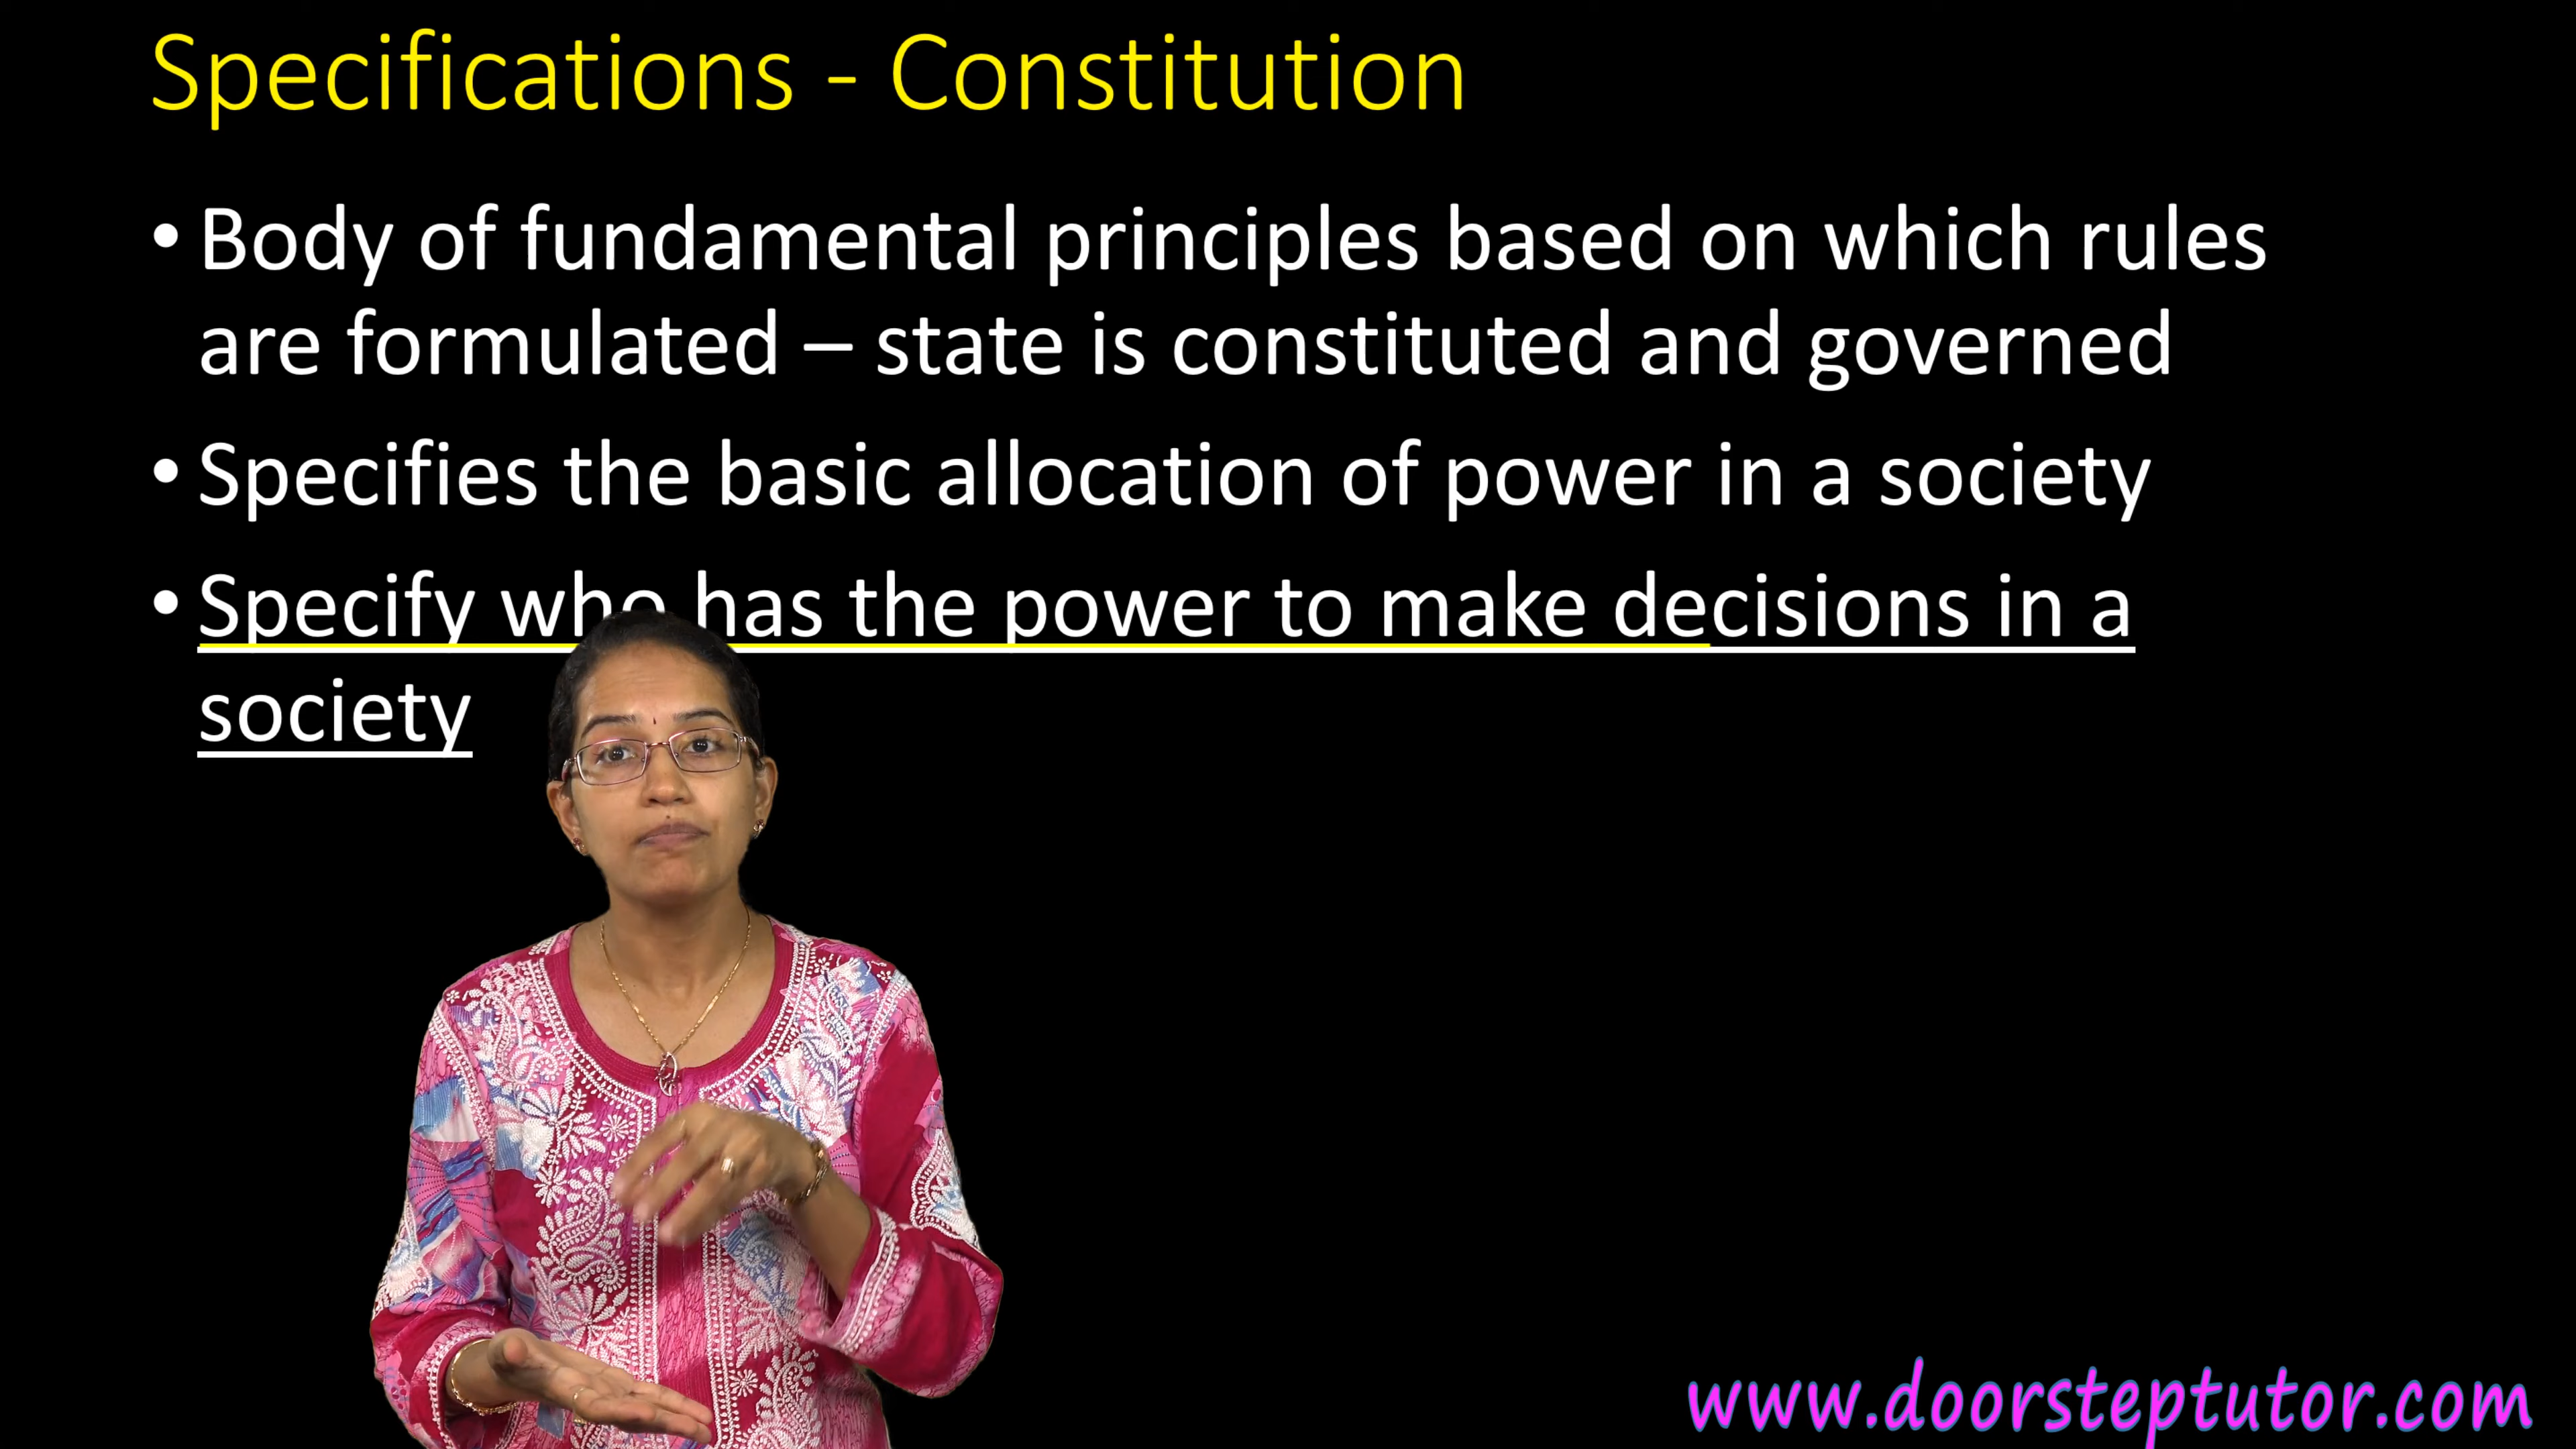 Specifications - Constitution
• Body of fundamental principles based on which rules
are formulated – state is constituted and governed
• Specifies the basic allocation of power in a society
• Specify who has the power to make decisions in a
society
www.doorsteptutor.com